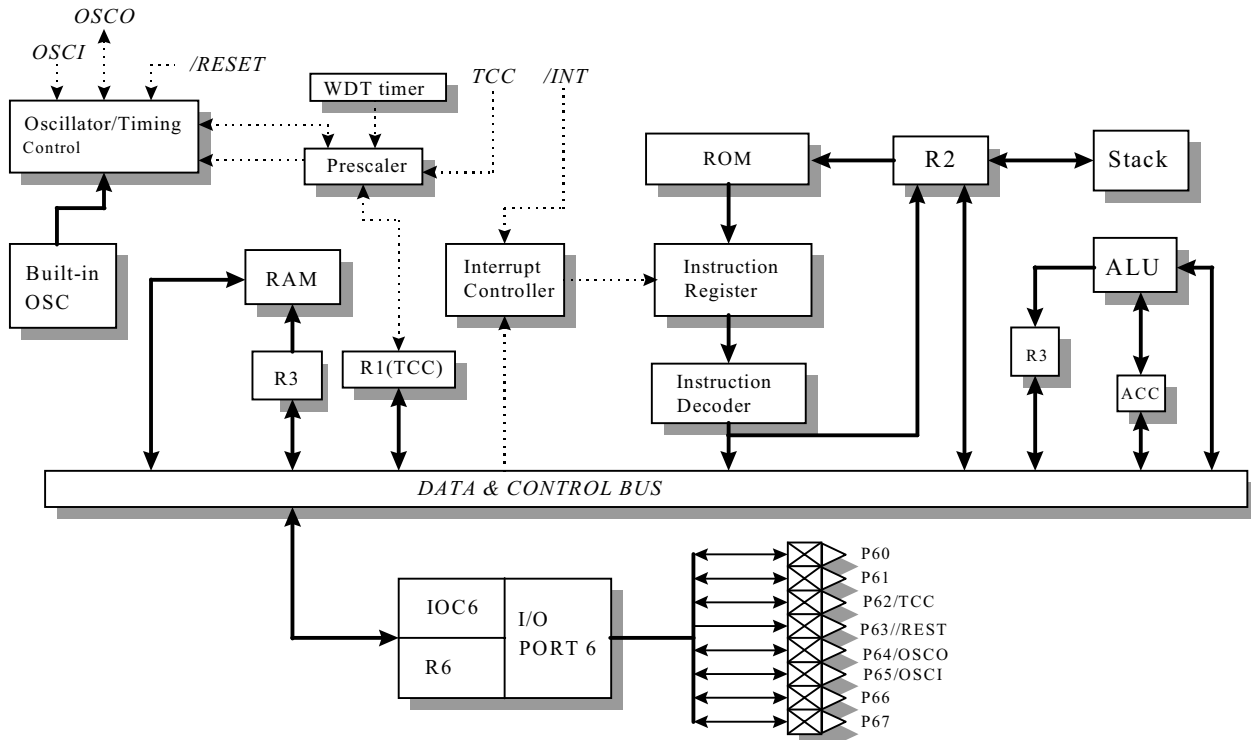 OSCO
OSCI
/RESET
WDT timer
TCC
/INT
Oscillator/Timing
Control
Prescaler
ROM
R2
Stack
Built-in
OSC
RAM
Interrupt
Controller
Instruction
Register
ALU
R3
R1(TCC)
Instruction
Decoder
R3
ACC
DATA & CONTROL BUS
IOC6
R6
I/O
PORT 6
P60
P61
P62/TCC
P63//REST
P64/OSCO
P65/OSCI
P66
P67